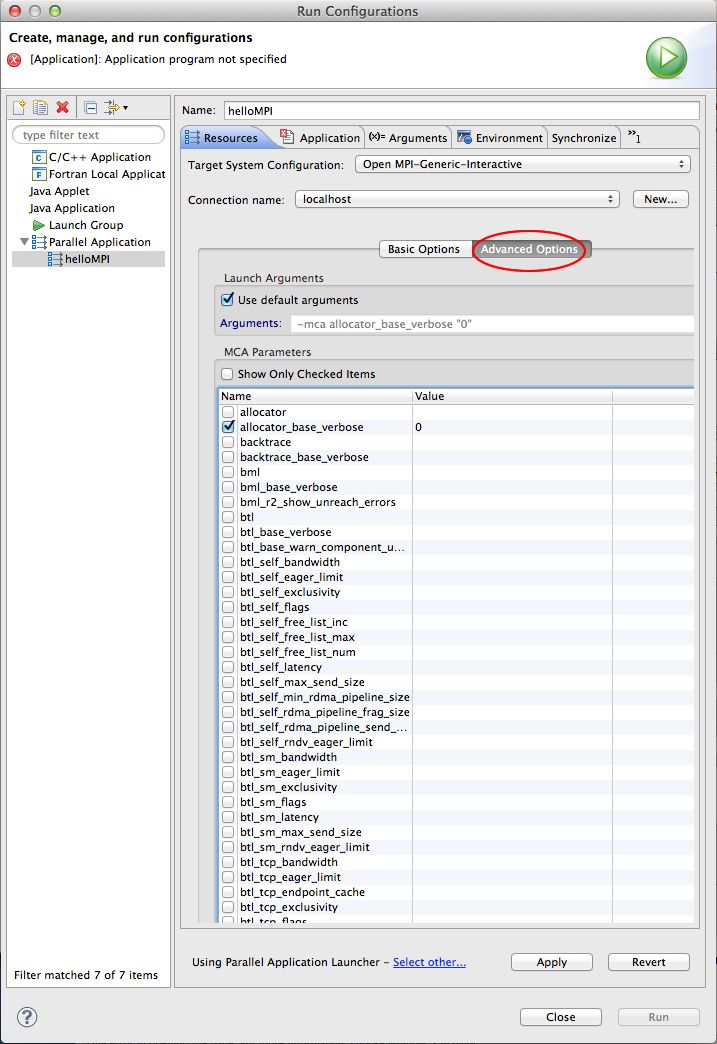 Run Configurations
Create, manage, and run configurations
[Application]: Application program not specified
type filter text
C/C++ Application
Fortran Local Applicat
Java Applet
Java Application
Launch Group
Parallel Application
helloMPI
Filter matched 7 of 7 items
Name: helloMPI
Resources Application (x)= Arguments Environment Synchronize »1
Target System Configuration: Open MPI-Generic-Interactive
Connection name: localhost New...
Basic Options Advanced Options
Launch Arguments
Use default arguments
Arguments: -mca allocator_base_verbose "0"
MCA Parameters
Show Only Checked Items
Name Value
allocator
allocator_base_verbose 0
backtrace
backtrace_base_verbose
bml
bml_base_verbose
bml_r2_show_unreach_errors
btl
btl_base_verbose
btl_base_warn_component_u...
btl_self_bandwidth
btl_self_eager_limit
btl_self_exclusivity
btl_self_flags
btl_self_free_list_inc
btl_self_free_list_max
btl_self_free_list_num
btl_self_latency
btl_self_max_send_size
btl_self_min_rdma_pipeline_size
btl_self_rdma_pipeline_frag_size
btl_self_rdma_pipeline_send_...
btl_self_rndv_eager_limit
btl_sm_bandwidth
btl_sm_eager_limit
btl_sm_exclusivity
btl_sm_flags
btl_sm_latency
btl_sm_max_send_size
btl_sm_rndv_eager_limit
btl_tcp_bandwidth
btl_tcp_eager_limit
btl_tcp_endpoint_cache
btl_tcp_exclusivity
btl_tcp_flags
Using Parallel Application Launcher - Select other...
Apply Revert
? Close Run